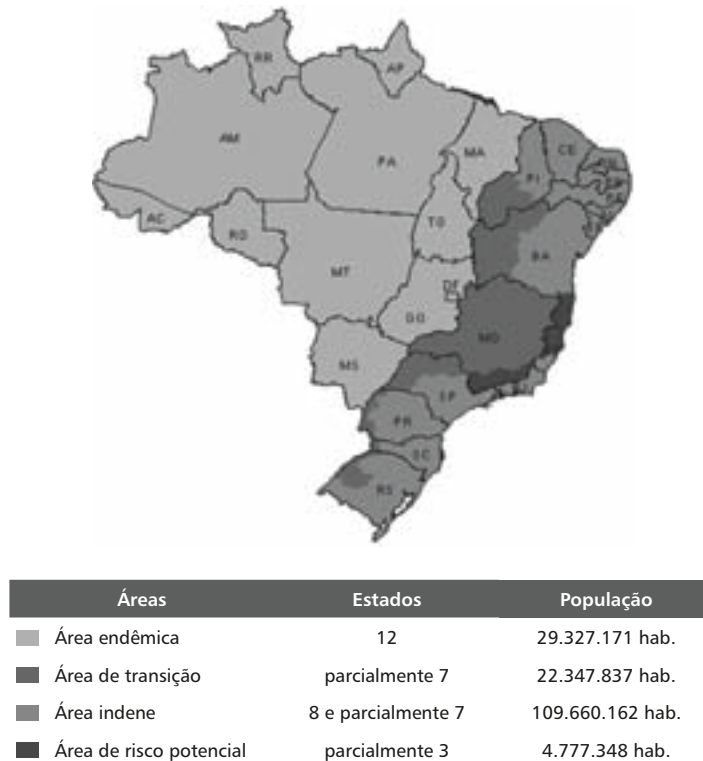 RR
AP
AM
PA
MA
CE
PI
AC
TO
RO
BA
MT
DF
GO
MG
MS
SP
PR
SC
RS
Áreas Estados População
Área endêmica 12 29.327.171 hab.
Área de transição parcialmente 7 22.347.837 hab.
Área indene 8 e parcialmente 7 109.660.162 hab.
Área de risco potencial parcialmente 3 4.777.348 hab.